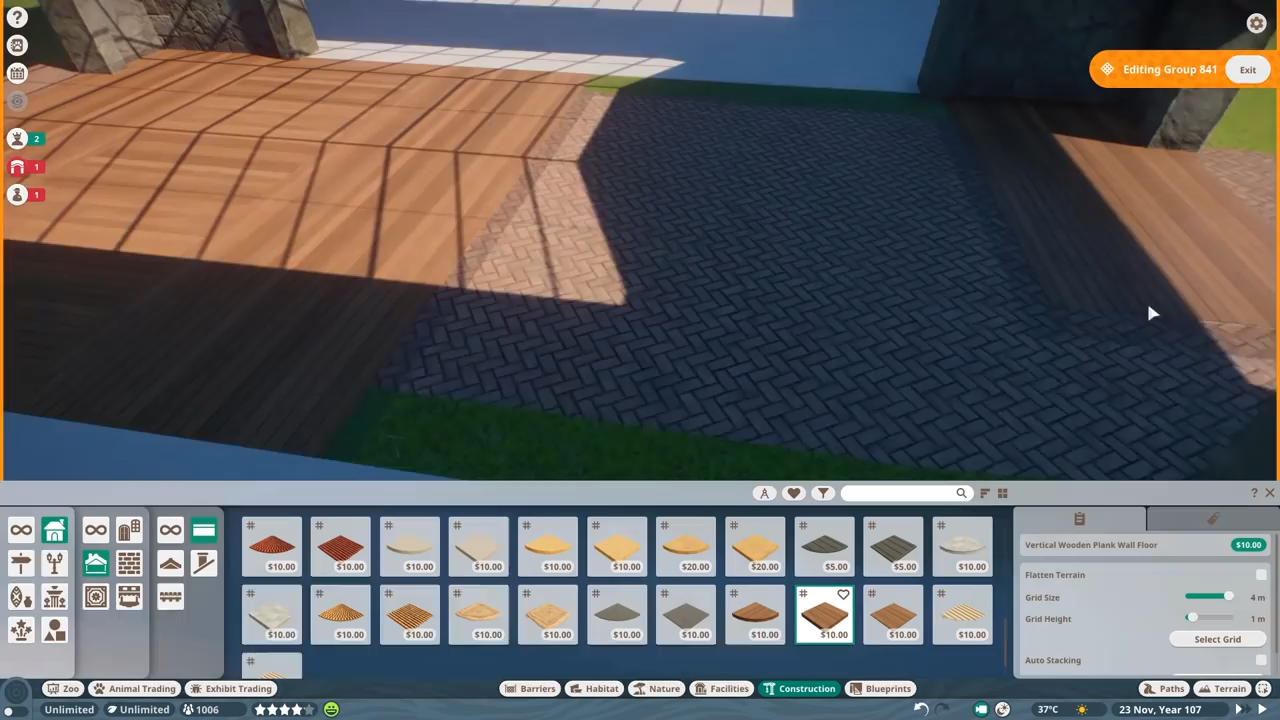 Editing Group 841
Exit
2
1
1
Vertical Wooden Plank Wall Floor
$10.00
$10.00 $10.00 $10.00 $10.00 $10.00 $10.00 $20.00 $20.00 $5.00 $5.00 $10.00
Flatten Terrain
Grid Size
4 m
Grid Height
1 m
$10.00 $10.00 $10.00 $10.00 $10.00 $10.00 $10.00 $10.00 $10.00 $10.00 $10.00
Select Grid
Auto Stacking
Zoo
Animal Trading
Exhibit Trading
Barriers
Habitat
Nature
Facilities
Construction
Blueprints
Paths
Terrain
Unlimited
Unlimited
1006
37°C
23 Nov, Year 107